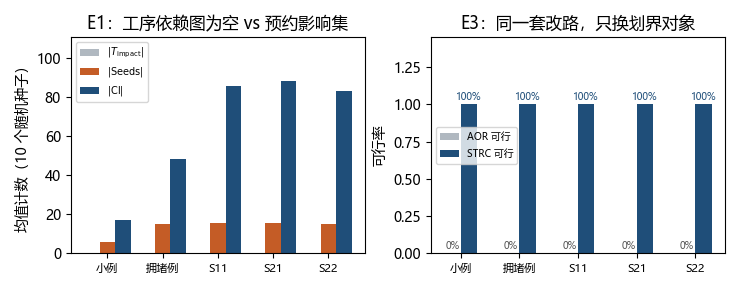 E1：工序依赖图为空 vs 预约影响集
均值计数（10 个随机种子）
100
80
60
40
20
0
|T_impact|
|Seeds|
|CI|
小例
拥堵例
S11
S21
S22
E3：同一套改路，只换划界对象
可行率
1.25
1.00
0.75
0.50
0.25
0.00
100%
100%
100%
100%
100%
AOR 可行
STRC 可行
0%
0%
0%
0%
0%
小例
拥堵例
S11
S21
S22